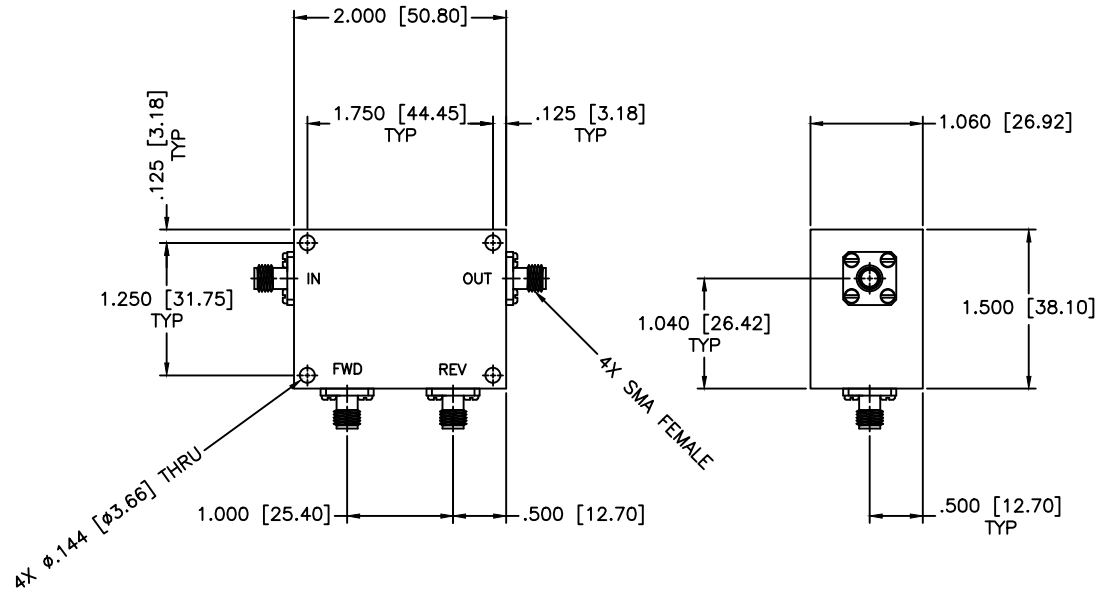 2.000 [50.80]
1.750 [44.45]
TYP
.125 [3.18]
TYP
.125 [3.18]
TYP
1.060 [26.92]
IN
OUT
1.250 [31.75]
TYP
1.040 [26.42]
TYP
1.500 [38.10]
FWD
REV
4X SMA FEMALE
4X ø.144 [ø3.66] THRU
1.000 [25.40]
.500 [12.70]
.500 [12.70]
TYP